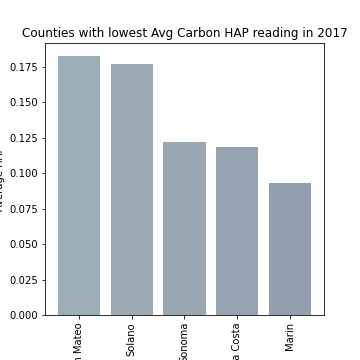 Counties with lowest Avg Carbon HAP reading in 2017
0.175
0.150
0.125
0.100
0.075
0.050
0.025
0.000
Mateo
Solano
Sonoma
Costa
Marin